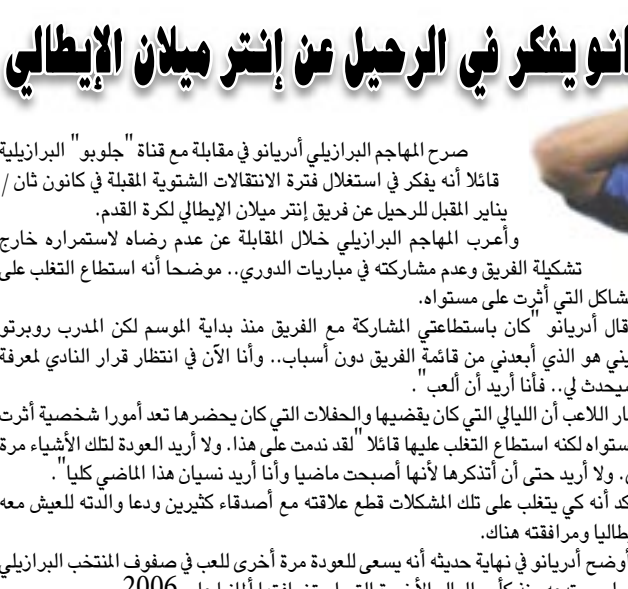 يفكر في الرحيل عن إنتر ميلان الإيطالي
صرح المهاجم البرازيلي أدريانو في مقابلة مع قناة "جلوبو" البرازيلية
قائلا أنه يفكر في استغلال فترة الانتقالات الشتوية المقبلة في كانون ثان /
يناير المقبل للرحيل عن فريق إنتر ميلان الإيطالي لكرة القدم.
وأعرب المهاجم البرازيلي خلال المقابلة عن عدم رضاه لاستمراره خارج
تشكيلة الفريق وعدم مشاركته في مباريات الدوري.. موضحا أنه استطاع التغلب على
التي أثرت على مستواه.
قال أدريانو "كان باستطاعتي المشاركة مع الفريق منذ بداية الموسم لكن المدرب روبرتو
هو الذي أبعدني من قائمة الفريق دون أسباب.. وأنا الآن في انتظار قرار النادي لمعرفة
لي.. فأنا أريد أن ألعب".
اللاعب أن الليالي التي كان يقضيها والحفلات التي كان يحضرها تعد أمورا شخصية أثرت
لكنه استطاع التغلب عليها قائلا "لقد ندمت على هذا. ولا أريد العودة لتلك الأشياء مرة
ولا أريد حتى أن أتذكرها لأنها أصبحت ماضيا وأنا أريد نسيان هذا الماضي كليا".
أنه كي يتغلب على تلك المشكلات قطع علاقته مع أصدقاء كثيرين ودعا والدته للعيش معه
ومرافقته هناك.
أوضح أدريانو في نهاية حديثه أنه يسعى للعودة مرة أخرى للعب في صفوف المنتخب البرازيلي
2006